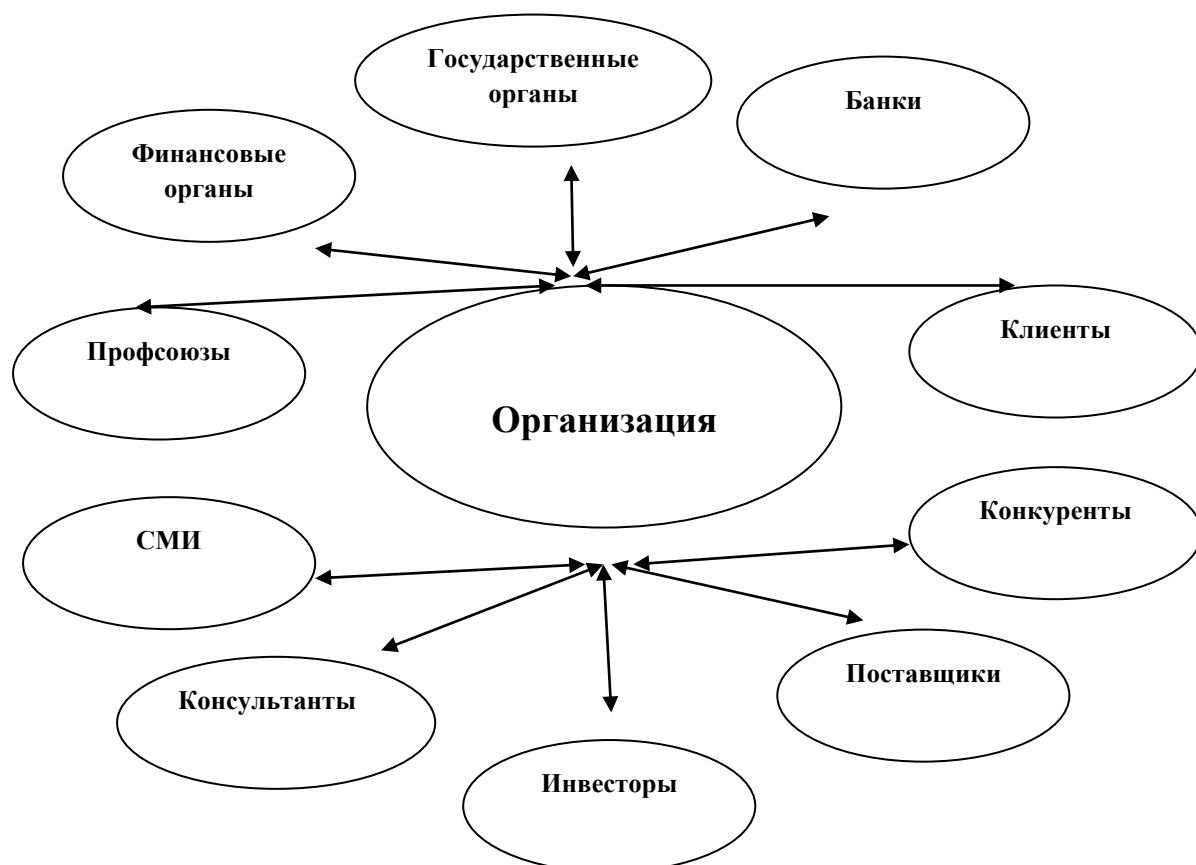 Государственные
органы
Банки
Финансовые
органы
Клиенты
Профсоюзы
Организация
Конкуренты
СМИ
Поставщики
Консультанты
Инвесторы